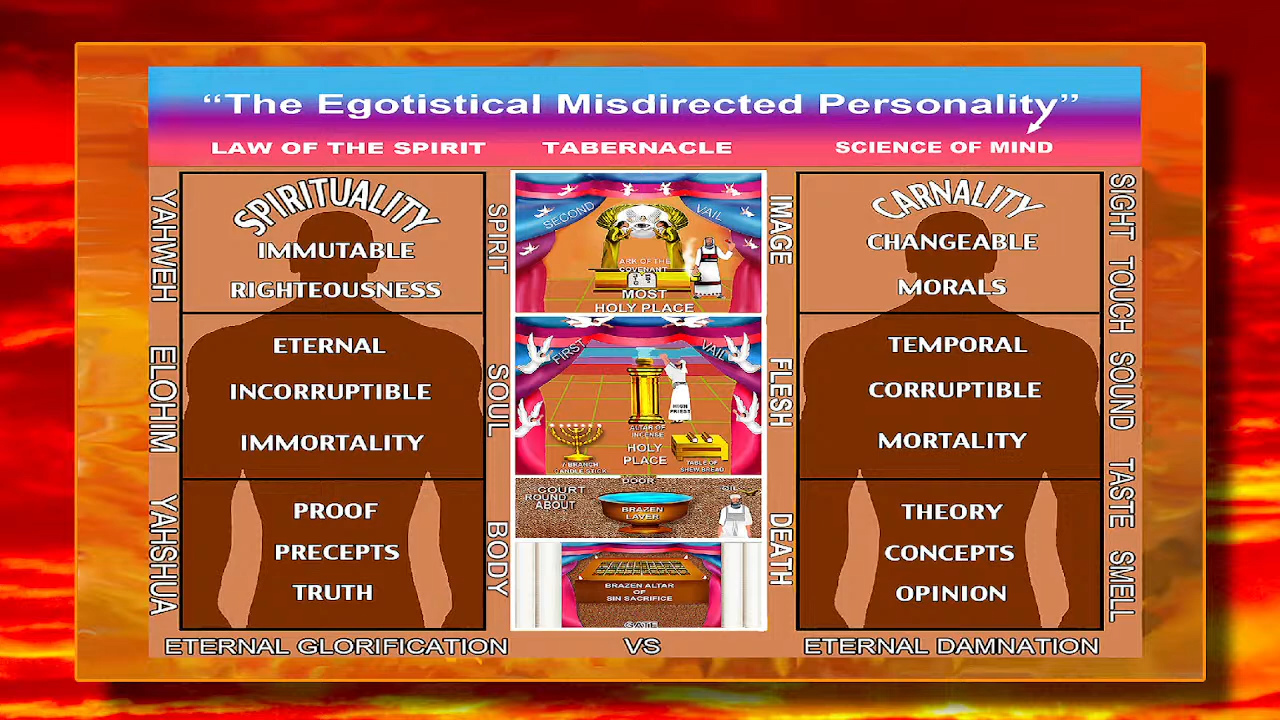 “The Egotistical Misdirected Personality”
LAW OF THE SPIRIT
TABERNACLE
SCIENCE OF MIND
YAHWEH
ELOHIM
YAHSHUA
SPIRITUALITY
IMMUTABLE
RIGHTEOUSNESS
ETERNAL
INCORRUPTIBLE
IMMORTALITY
PROOF
PRECEPTS
TRUTH
SPIRIT
SOUL
BODY
SECOND VAIL
ARK OF THE
COVENANT
MOST
HOLY PLACE
FIRST VAIL
HIGH
PRIEST
ALTAR OF
INCENSE
HOLY
PLACE
7 BRANCH
CANDLE STICK
TABLE OF
SHEW BREAD
DOOR
COURT
ROUND
ABOUT
BRAZEN
LAVER
BRAZEN ALTAR
OF
SIN SACRIFICE
GATE
IMAGE
FLESH
DEATH
CARNALITY
CHANGEABLE
MORALS
TEMPORAL
CORRUPTIBLE
MORTALITY
THEORY
CONCEPTS
OPINION
SIGHT
TOUCH
SOUND
TASTE
SMELL
ETERNAL GLORIFICATION
VS
ETERNAL DAMNATION